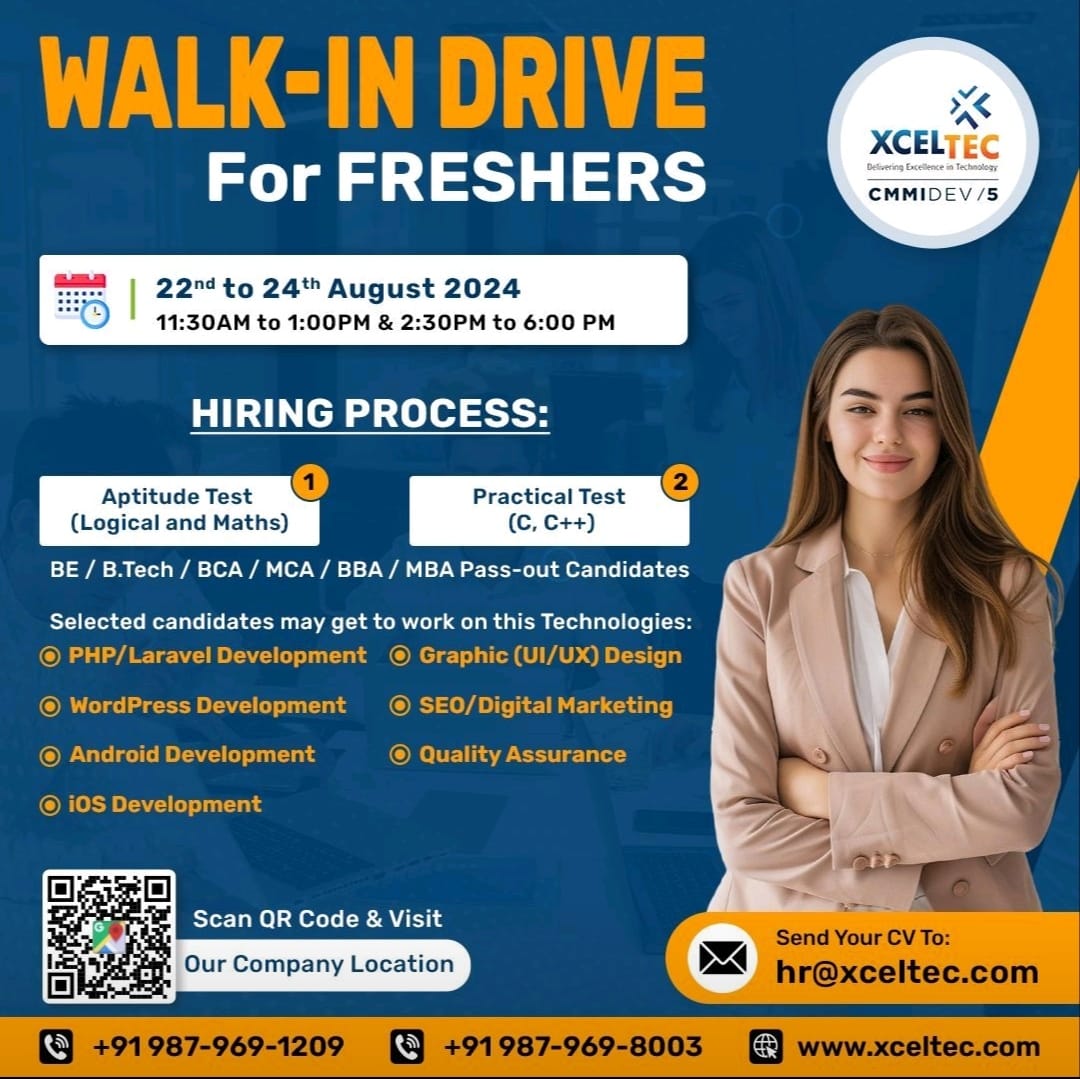 WALK-IN DRIVE
For FRESHERS
XCELTEC
Delivering Excellence in Technology
CMMIDEV/5
22nd to 24th August 2024
11:30AM to 1:00PM & 2:30PM to 6:00 PM
HIRING PROCESS:
1
Aptitude Test
(Logical and Maths)
2
Practical Test
(C, C++)
BE / B.Tech / BCA / MCA / BBA / MBA Pass-out Candidates
Selected candidates may get to work on this Technologies:
PHP/Laravel Development
WordPress Development
Android Development
iOS Development
Graphic (UI/UX) Design
SEO/Digital Marketing
Quality Assurance
G
Scan QR Code & Visit
Our Company Location
Send Your CV To:
hr@xceltec.com
+91 987-969-1209
+91 987-969-8003
www.xceltec.com